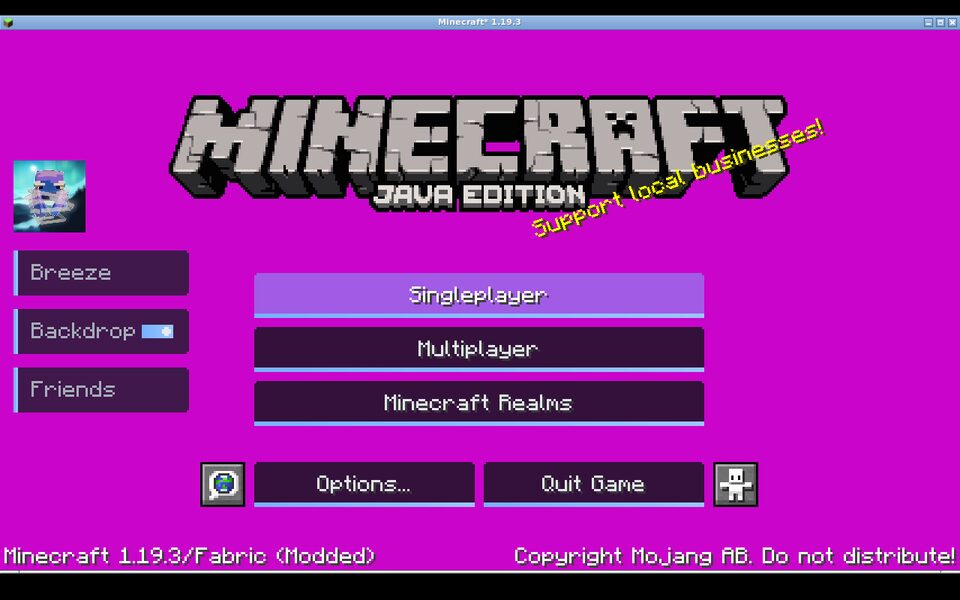 Minecraft* 1.19.3
MINECRAFT
JAVA EDITION
Support local businesses!
Breeze
Backdrop
Friends
Singleplayer
Multiplayer
Minecraft Realms
Options...
Quit Game
Minecraft 1.19.3/Fabric (Modded)
Copyright Mojang AB. Do not distribute!